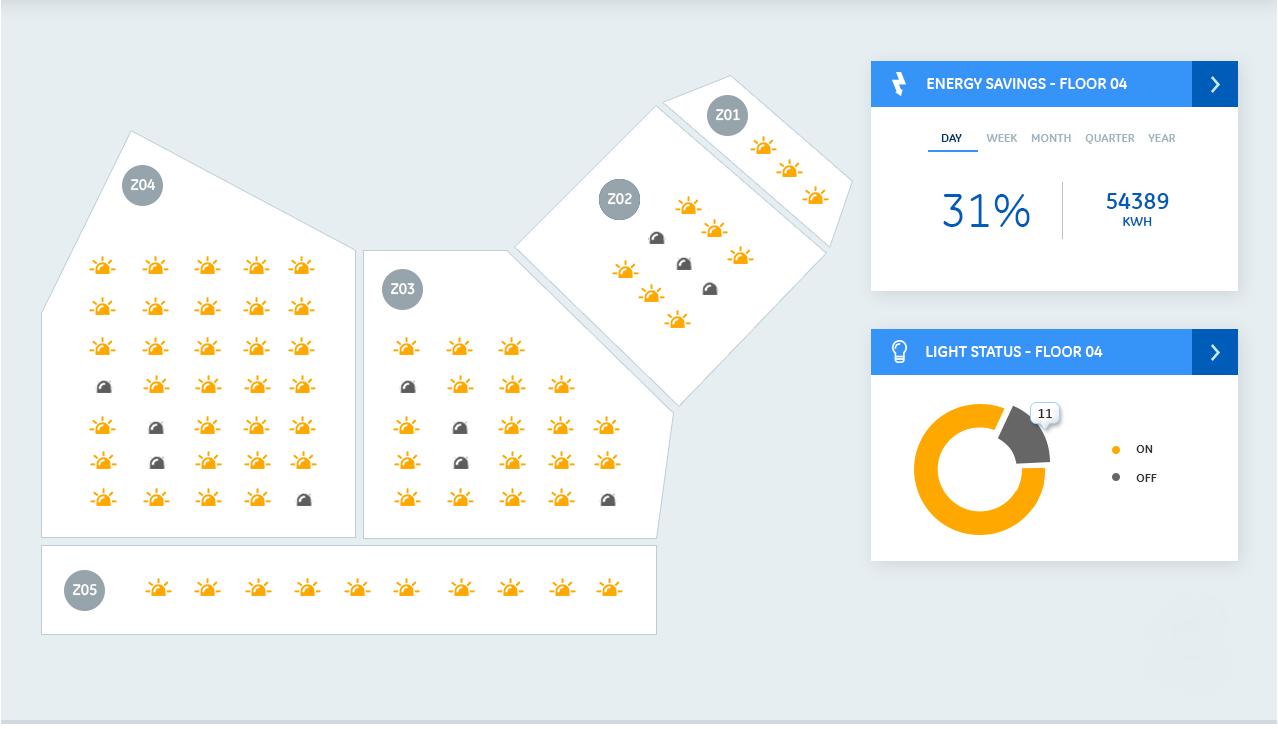 Z01
Z02
Z03
Z04
Z05
ENERGY SAVINGS - FLOOR 04
DAY WEEK MONTH QUARTER YEAR
31%
54389
KWH
LIGHT STATUS - FLOOR 04
11
ON
OFF